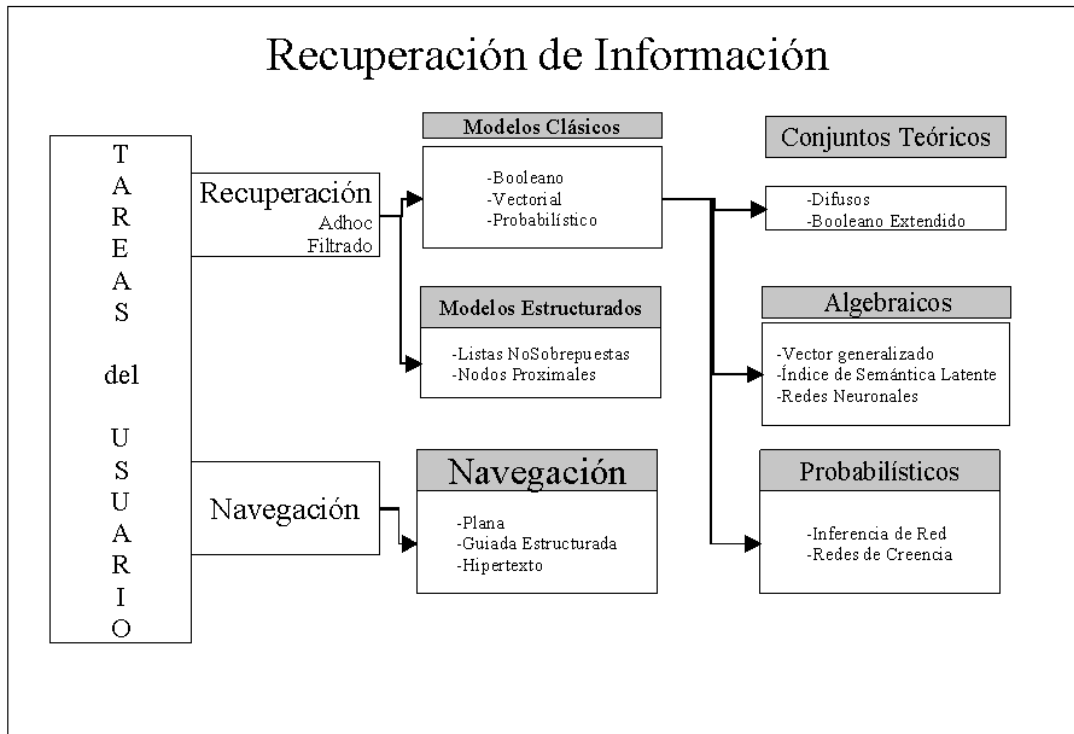 Recuperación de Información
TAREAS
del
USUARIO
Recuperación
Adhoc
Filtrado
Navegación
Modelos Clásicos
-Booleano
-Vectorial
-Probabilístico
Modelos Estructurados
-Listas NoSobrepuestas
-Nodos Proximales
Navegación
-Plana
-Guiada Estructurada
-Hipertexto
Conjuntos Teóricos
-Difusos
-Booleano Extendido
Algebraicos
-Vector generalizado
-Índice de Semántica Latente
-Redes Neuronales
Probabilísticos
-Inferencia de Red
-Redes de Creencia